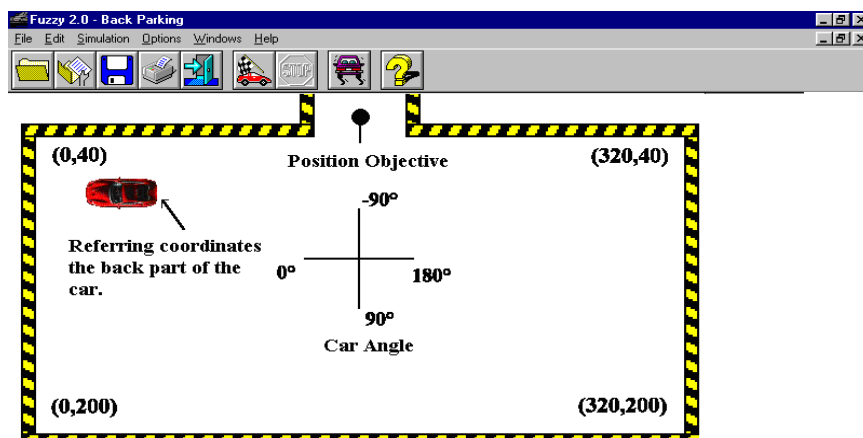 Fuzzy 2.0 - Back Parking
File Edit Simulation Options Windows Help
STOP
(0,40)
(320,40)
Position Objective
-90°
Referring coordinates
the back part of the
car.
0°
180°
90°
Car Angle
(0,200)
(320,200)